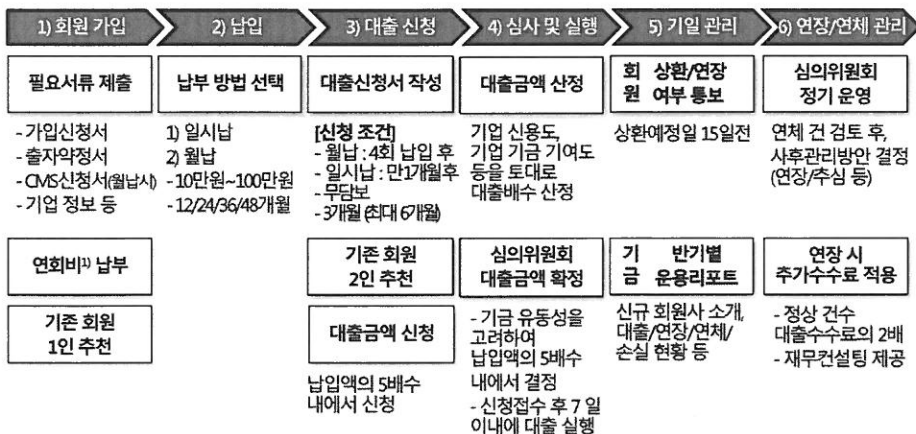 1) 회원 가입
2) 납입
3) 대출 신청
4) 심사 및 실행
5) 기일 관리
6) 연장/연체 관리
필요서류 제출
- 가입신청서
- 출자약정서
- CMS신청서(월납시)
- 기업 정보 등
연회비1) 납부
기존 회원
1인 추천
납부 방법 선택
1) 일시납
2) 월납
- 10만원~100만원
- 12/24/36/48개월
대출신청서 작성
[신청 조건]
- 월납 : 4회 납입 후
- 일시납 : 만1개월후
- 무담보
- 3개월 (최대 6개월)
기존 회원
2인 추천
대출금액 신청
납입액의 5배수
내에서 신청
대출금액 산정
기업 신용도,
기업 기금 기여도
등을 토대로
대출배수 산정
심의위원회
대출금액 확정
- 기금 유동성을
고려하여
납입액의 5배수
내에서 결정
- 신청접수 후 7 일
이내에 대출 실행
회원 상환/연장
여부 통보
상환예정일 15일전
기금 반기별
운용리포트
신규 회원사 소개,
대출/연장/연체/
손실 현황 등
심의위원회
정기 운영
연체 건 검토 후,
사후관리방안 결정
(연장/추심 등)
연장 시
추가수수료 적용
- 정상 건수
대출수수료의 2배
- 재무컨설팅 제공